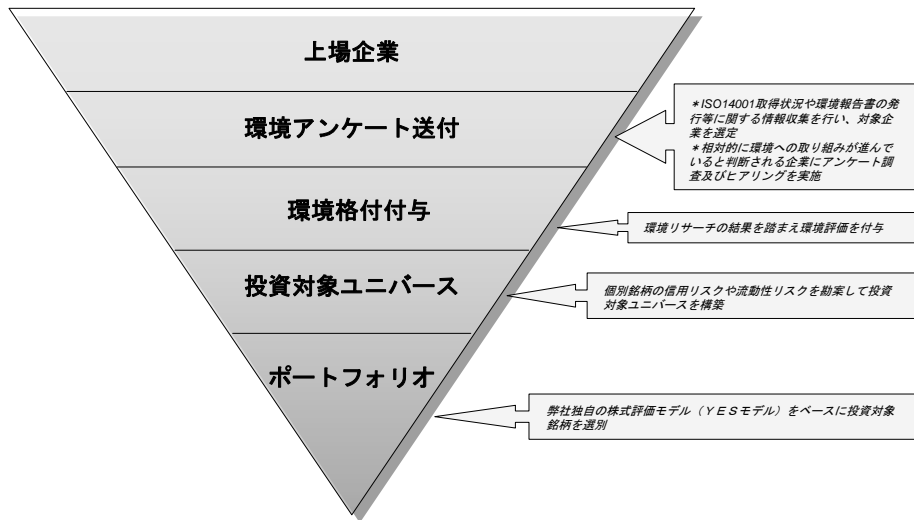 上場企業
環境アンケート送付
＊ISO14001取得状況や環境報告書の発
行等に関する情報収集を行い、対象企
業を選定
＊相対的に環境への取り組みが進んで
いると判断される企業にアンケート調
査及びヒアリングを実施
環境格付付与
環境リサーチの結果を踏まえ環境評価を付与
投資対象ユニバース
個別銘柄の信用リスクや流動性リスクを勘案して投資
対象ユニバースを構築
ポートフォリオ
弊社独自の株式評価モデル（ＹＥＳモデル）をベースに投資対象
銘柄を選別